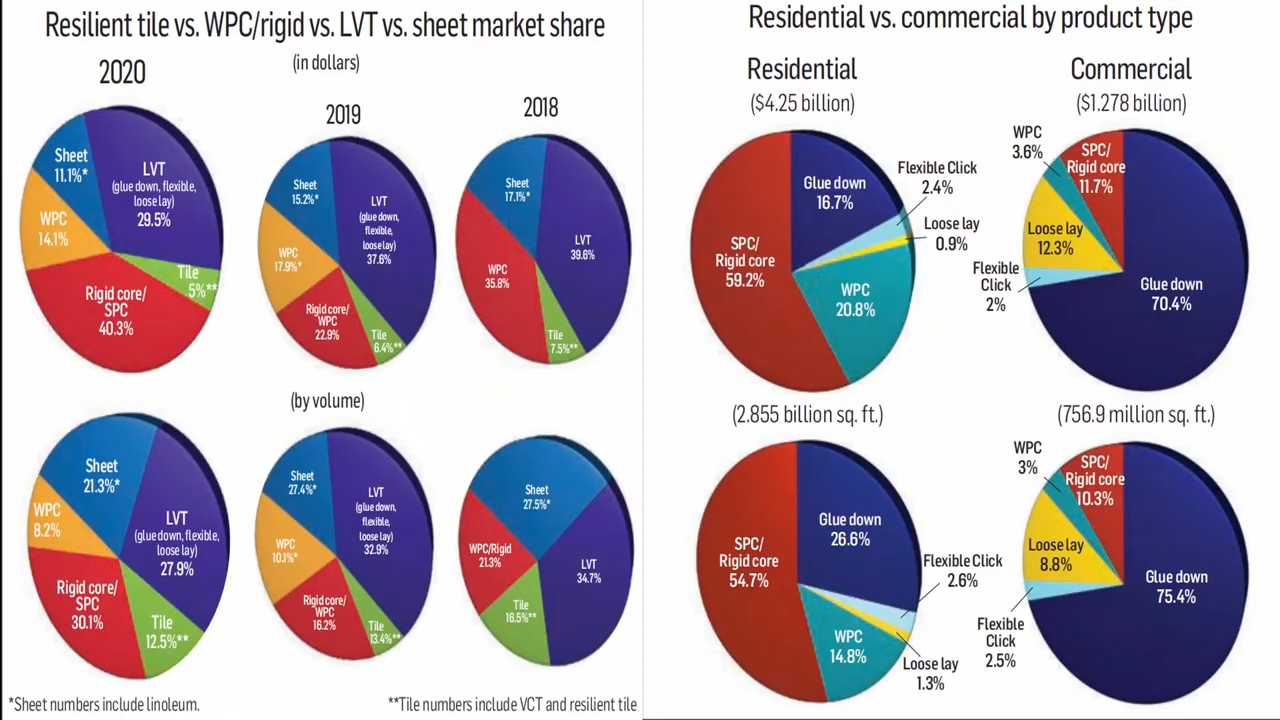 Resilient tile vs. WPC/rigid vs. LVT vs. sheet market share
(in dollars)
2020
Sheet
11.1%*
LVT
(glue down, flexible,
loose lay)
29.5%
WPC
14.1%
Tile
5%**
Rigid core/
SPC
40.3%
2019
Sheet
15.2%*
LVT
(glue down,
flexible,
loose lay)
37.6%
WPC
17.9%*
Rigid core/
WPC
22.9%
Tile
6.4%**
2018
Sheet
17.1%*
LVT
39.6%
WPC
35.8%
Tile
7.5%**
(by volume)
Sheet
21.3%*
LVT
(glue down, flexible,
loose lay)
27.9%
WPC
8.2%
Rigid core/
SPC
30.1%
Tile
12.5%**
Sheet
27.4%*
LVT
(glue down,
flexible,
loose lay)
32.9%
WPC
10.1%*
Rigid core/
WPC
16.2%
Tile
13.4%**
Sheet
27.5%*
WPC/Rigid
21.3%
LVT
34.7%
Tile
16.5%**
*Sheet numbers include linoleum.
**Tile numbers include VCT and resilient tile
Residential vs. commercial by product type
Residential
($4.25 billion)
Glue down
16.7%
Flexible Click
2.4%
Loose lay
0.9%
SPC/
Rigid core
59.2%
WPC
20.8%
Commercial
($1.278 billion)
WPC
3.6%
SPC/
Rigid core
11.7%
Loose lay
12.3%
Flexible
Click
2%
Glue down
70.4%
(2.855 billion sq. ft.)
Glue down
26.6%
SPC/
Rigid core
54.7%
Flexible Click
2.6%
WPC
14.8%
Loose lay
1.3%
(756.9 million sq. ft.)
WPC
3%
SPC/
Rigid core
10.3%
Loose lay
8.8%
Glue down
75.4%
Flexible
Click
2.5%